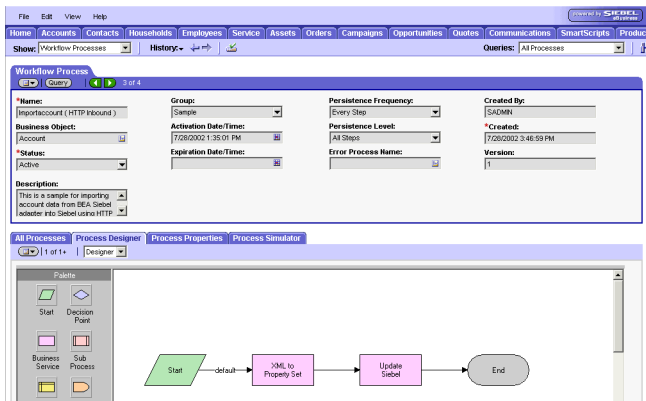 File Edit View Help
powered by SIEBEL
eBusiness
Home Accounts Contacts Households Employees Service Assets Orders Campaigns Opportunities Quotes Communications SmartScripts Produc
Show: Workflow Processes History: Queries: All Processes
Workflow Process
Query 3 of 4
*Name: Group: Persistence Frequency: Created By:
Importaccount ( HTTP Inbound ) Sample Every Step SADMIN
Business Object: Activation Date/Time: Persistence Level: *Created:
Account 7/28/2002 1:35:01 PM All Steps 7/28/2002 3:46:59 PM
*Status: Expiration Date/Time: Error Process Name: Version:
Active 1
Description:
This is a sample for importing
account data from BEA Siebel
adapter into Siebel using HTTP
All Processes Process Designer Process Properties Process Simulator
1 of 1+ Designer
Palette
Start Decision
Point
Business Sub
Service Process
Start default XML to
Property Set Update
Siebel End